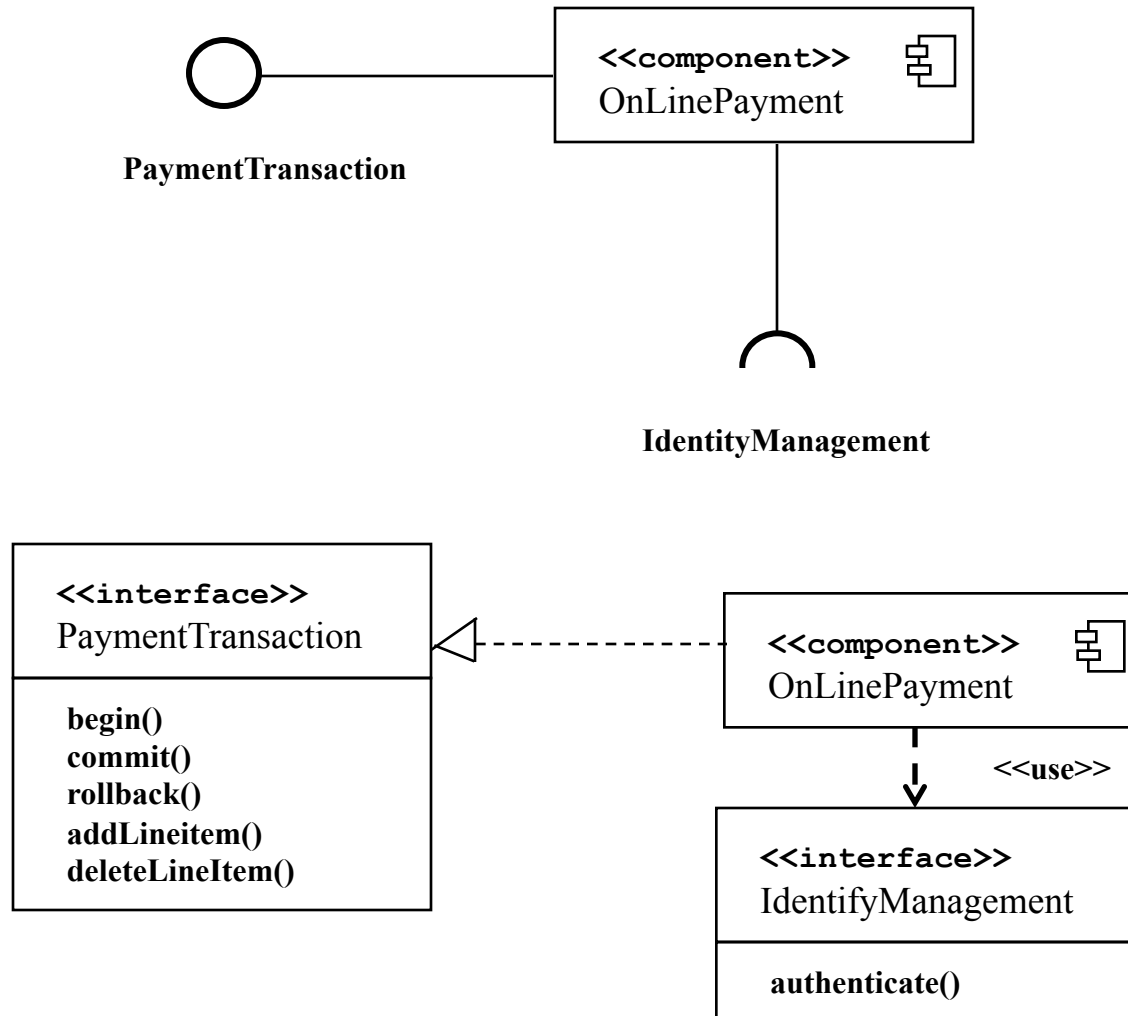 <<component>>
OnLinePayment
PaymentTransaction
IdentityManagement
<<interface>>
PaymentTransaction
begin()
commit()
rollback()
addLineitem()
deleteLineItem()
<<component>>
OnLinePayment
<<use>>
<<interface>>
IdentifyManagement
authenticate()